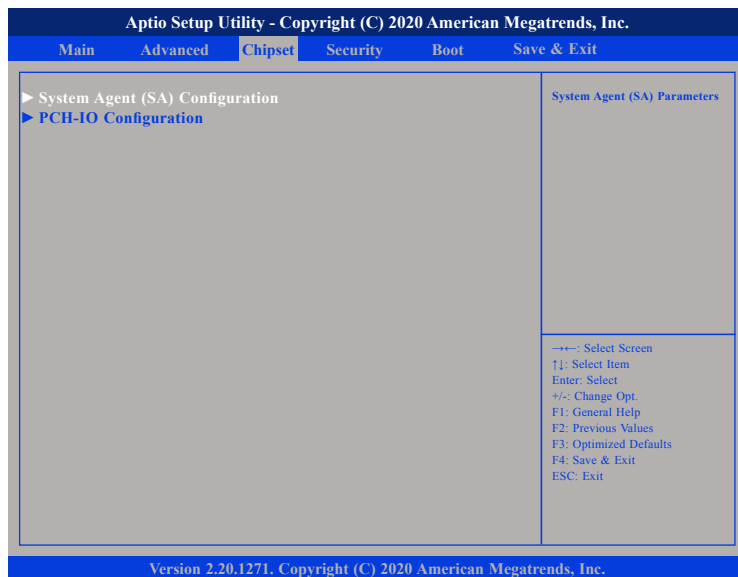 Aptio Setup Utility - Copyright (C) 2020 American Megatrends, Inc.
Main Advanced Chipset Security Boot Save & Exit
► System Agent (SA) Configuration
► PCH-IO Configuration
System Agent (SA) Parameters
→←: Select Screen
↑↓: Select Item
Enter: Select
+/-: Change Opt.
F1: General Help
F2: Previous Values
F3: Optimized Defaults
F4: Save & Exit
ESC: Exit
Version 2.20.1271. Copyright (C) 2020 American Megatrends, Inc.